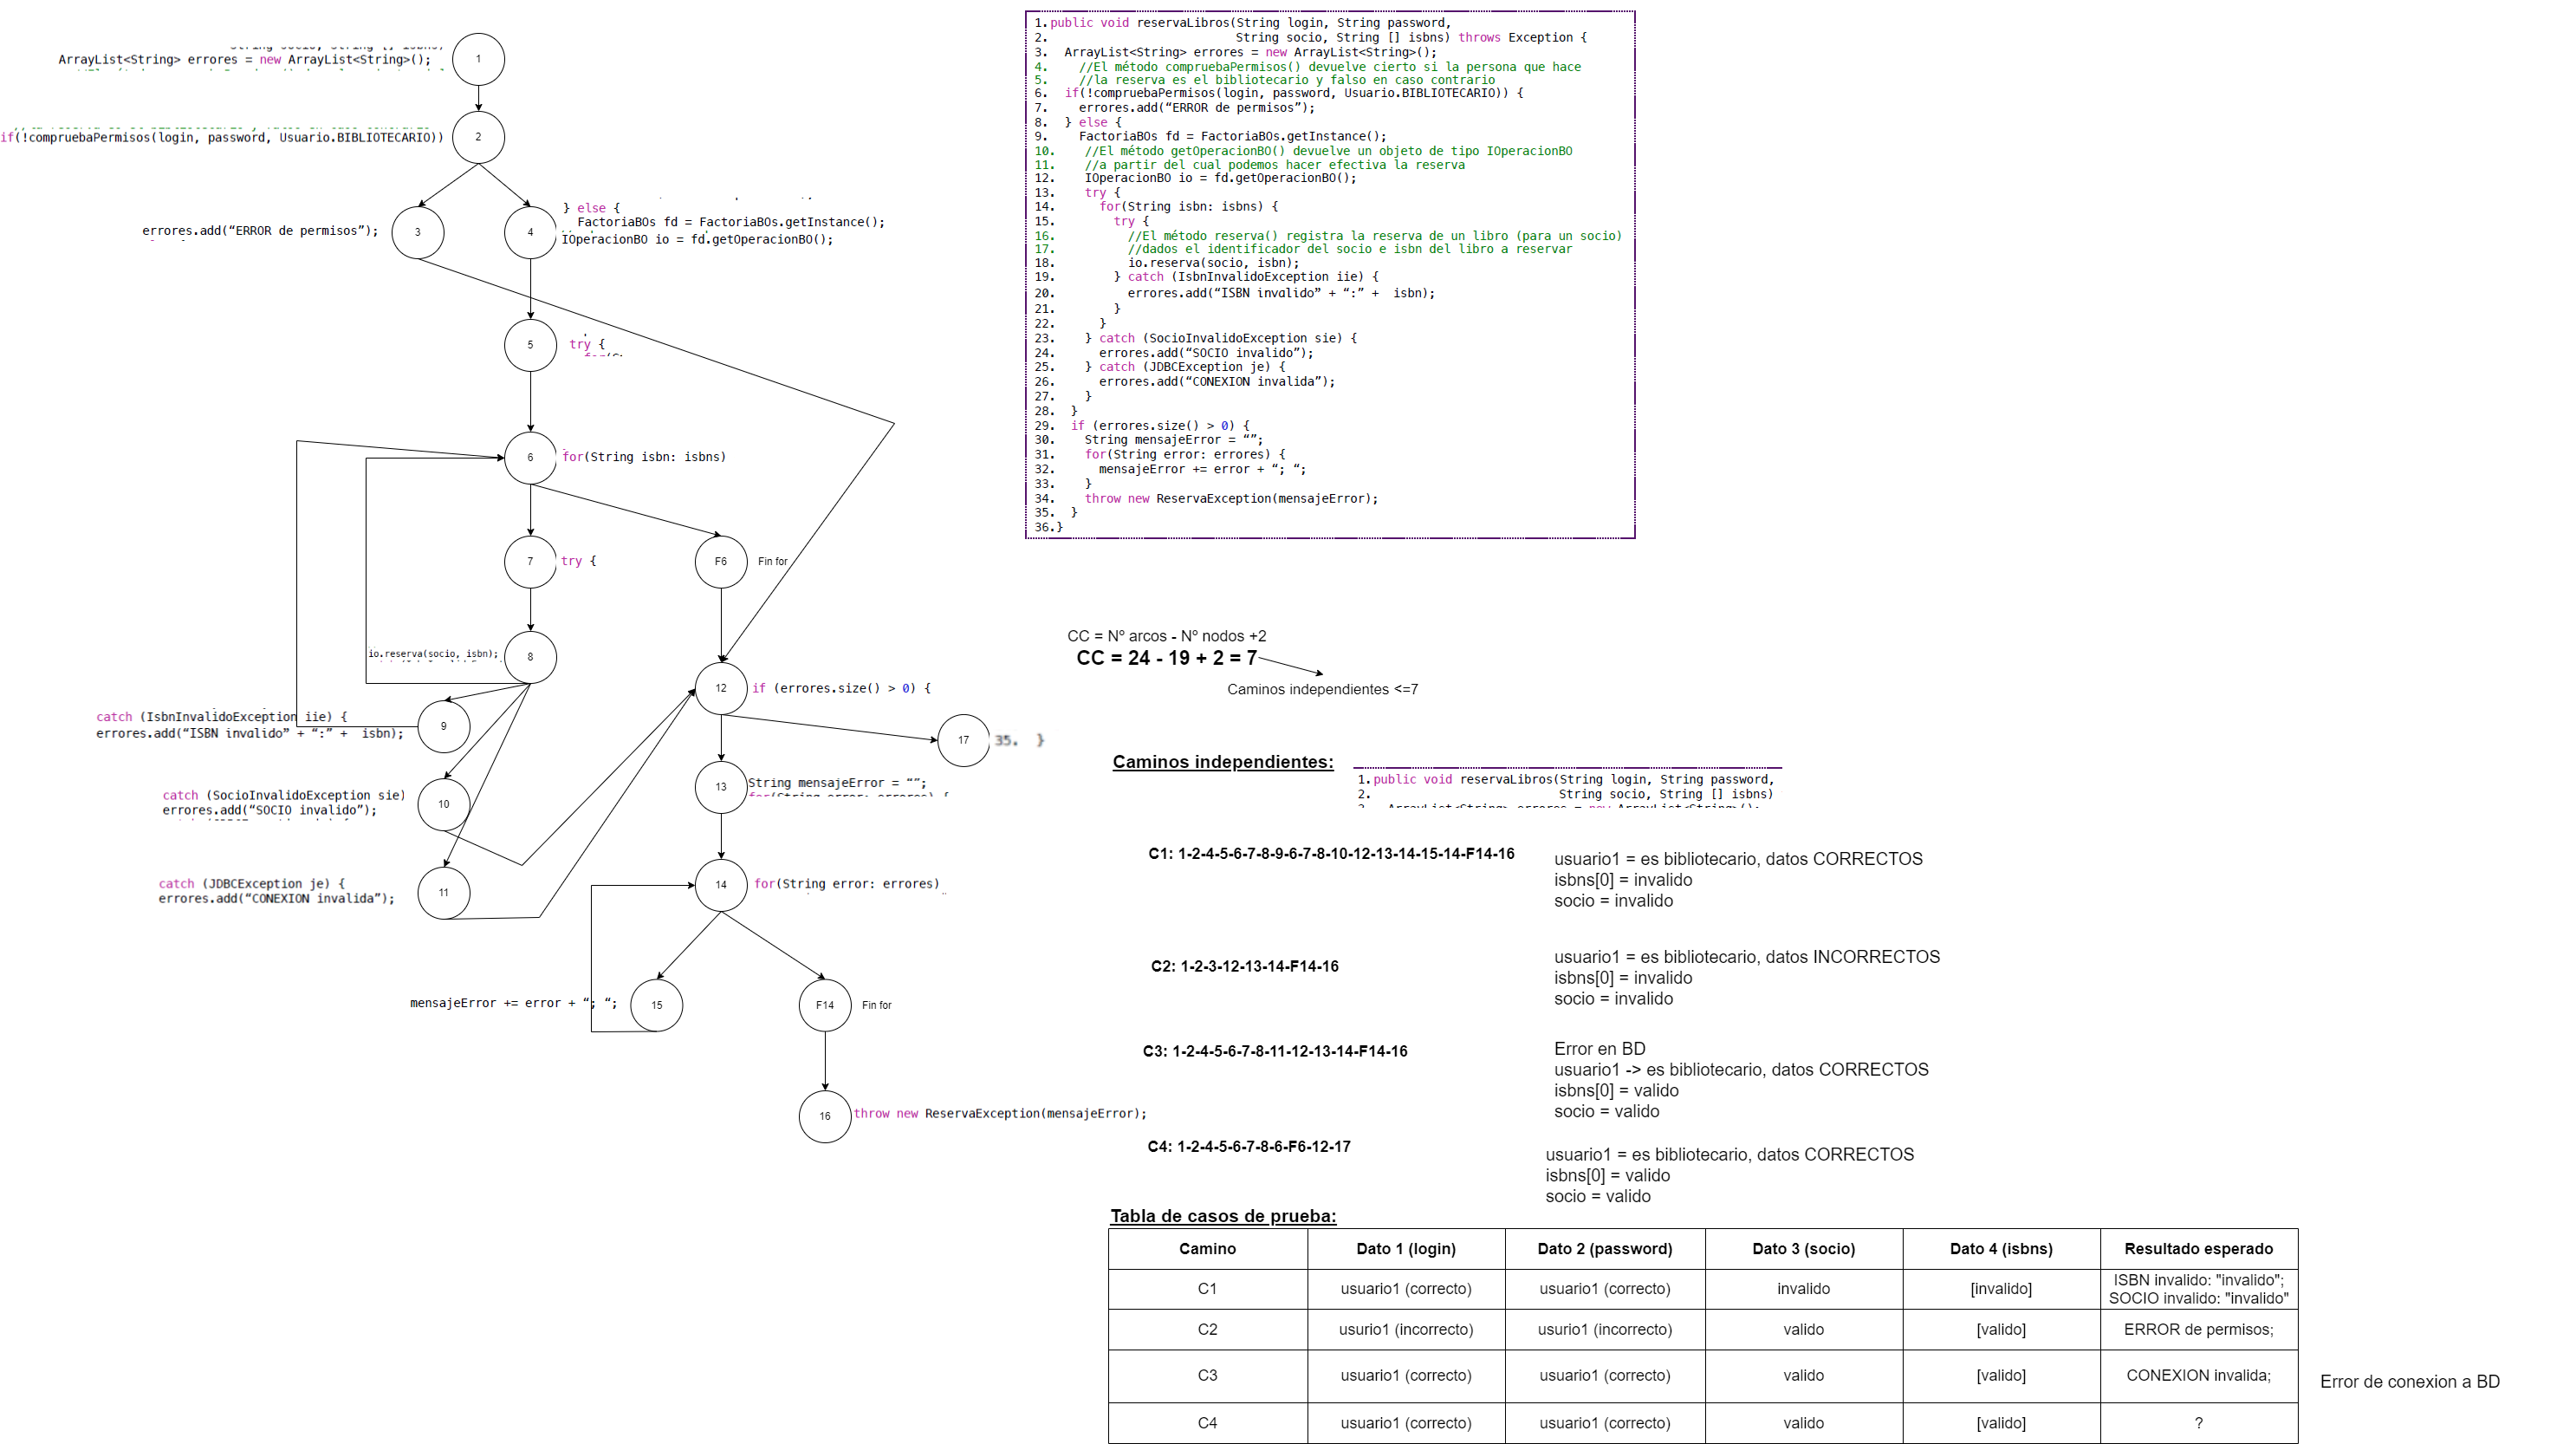 1
ArrayList<String> errores = new ArrayList<String>();
2
if(!compruebaPermisos(login, password, Usuario.BIBLIOTECARIO))
3
errores.add(“ERROR de permisos”);
4
} else {
FactoriaBOs fd = FactoriaBOs.getInstance();
IOperacionBO io = fd.getOperacionBO();
5
try {
6
for(String isbn: isbns)
7
try {
F6
Fin for
8
io.reserva(socio, isbn);
9
catch (IsbnInvalidoException iie) {
errores.add(“ISBN invalido” + “:” +  isbn);
10
catch (SocioInvalidoException sie)
errores.add(“SOCIO invalido”);
11
catch (JDBCException je) {
errores.add(“CONEXION invalida”);
12
if (errores.size() > 0) {
17
35.  }
13
String mensajeError = “”;
14
for(String error: errores)
15
mensajeError += error + “; “;
F14
Fin for
16
throw new ReservaException(mensajeError);
1.public void reservaLibros(String login, String password,
2. String socio, String [] isbns) throws Exception {
3. ArrayList<String> errores = new ArrayList<String>();
4. //El método compruebaPermisos() devuelve cierto si la persona que hace
5. //la reserva es el bibliotecario y falso en caso contrario
6. if(!compruebaPermisos(login, password, Usuario.BIBLIOTECARIO)) {
7. errores.add(“ERROR de permisos”);
8. } else {
9. FactoriaBOs fd = FactoriaBOs.getInstance();
10. //El método getOperacionBO() devuelve un objeto de tipo IOperacionBO
11. //a partir del cual podemos hacer efectiva la reserva
12. IOperacionBO io = fd.getOperacionBO();
13. try {
14. for(String isbn: isbns) {
15. try {
16. //El método reserva() registra la reserva de un libro (para un socio)
17. //dados el identificador del socio e isbn del libro a reservar
18. io.reserva(socio, isbn);
19. } catch (IsbnInvalidoException iie) {
20. errores.add(“ISBN invalido” + “:” +  isbn);
21. }
22. }
23. } catch (SocioInvalidoException sie) {
24. errores.add(“SOCIO invalido”);
25. } catch (JDBCException je) {
26. errores.add(“CONEXION invalida”);
27. }
28. }
29. if (errores.size() > 0) {
30. String mensajeError = “”;
31. for(String error: errores) {
32. mensajeError += error + “; “;
33. }
34. throw new ReservaException(mensajeError);
35. }
36.}
CC = Nº arcos - Nº nodos +2
CC = 24 - 19 + 2 = 7
Caminos independientes <=7
Caminos independientes:
1.public void reservaLibros(String login, String password,
2. String socio, String [] isbns)
C1: 1-2-4-5-6-7-8-9-6-7-8-10-12-13-14-15-14-F14-16
usuario1 = es bibliotecario, datos CORRECTOS
isbns[0] = invalido
socio = invalido
C2: 1-2-3-12-13-14-F14-16
usuario1 = es bibliotecario, datos INCORRECTOS
isbns[0] = invalido
socio = invalido
C3: 1-2-4-5-6-7-8-11-12-13-14-F14-16
Error en BD
usuario1 -> es bibliotecario, datos CORRECTOS
isbns[0] = valido
socio = valido
C4: 1-2-4-5-6-7-8-6-F6-12-17
usuario1 = es bibliotecario, datos CORRECTOS
isbns[0] = valido
socio = valido
Tabla de casos de prueba:
Camino Dato 1 (login) Dato 2 (password) Dato 3 (socio) Dato 4 (isbns) Resultado esperado
C1 usuario1 (correcto) usuario1 (correcto) invalido [invalido] ISBN invalido: "invalido";
SOCIO invalido: "invalido"
C2 usurio1 (incorrecto) usurio1 (incorrecto) valido [valido] ERROR de permisos;
C3 usuario1 (correcto) usuario1 (correcto) valido [valido] CONEXION invalida;
Error de conexion a BD
C4 usuario1 (correcto) usuario1 (correcto) valido [valido] ?